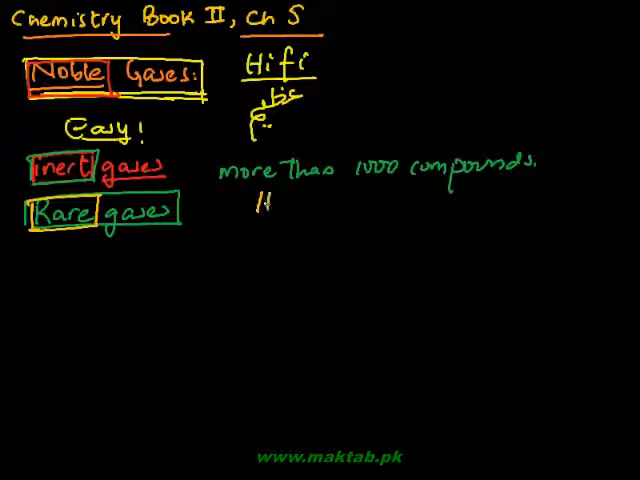 Chemistry Book II, Ch 5
Noble Gases: Hifi
عظیم
Easy!
inert gases more than 1000 compounds.
Rare gases
www.maktab.pk